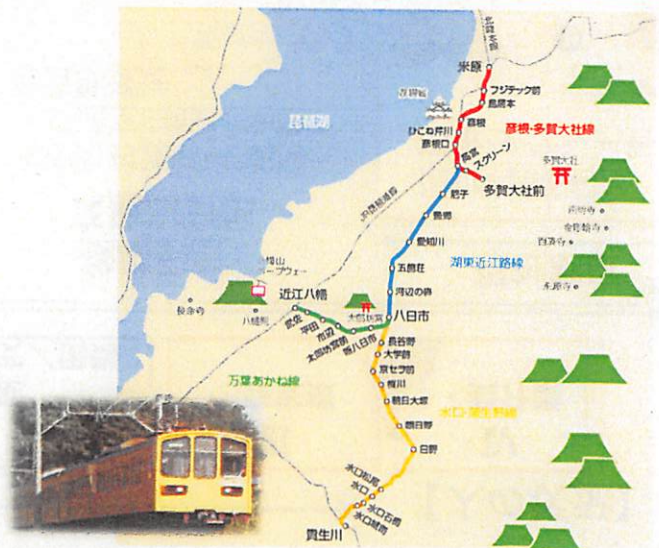 米原
フジテック前
鳥居本
彦根
ひこね芹川
彦根口
高宮
スクリーン
彦根・多賀大社線
多賀大社
多賀大社前
琵琶湖
尼子
豊郷
愛知川
湖東近江路線
五箇荘
河辺の森
八日市
近江八幡
武佐
平田
市辺
太郎坊宮前
新八日市
太郎坊宮
長谷野
大学前
京セラ前
桜川
朝日大塚
朝日野
日野
万葉あかね線
水口・蒲生野線
水口松尾
水口
水口石橋
水口城南
貴生川